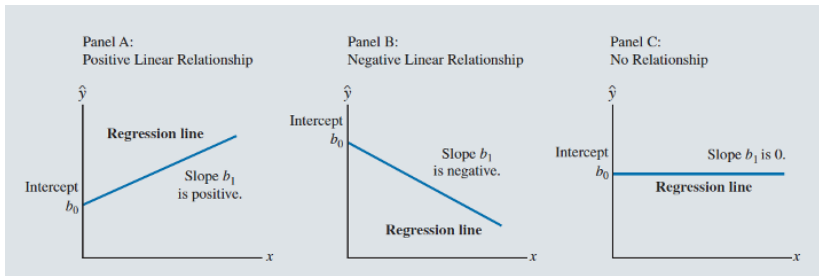 Panel A:
Positive Linear Relationship
ŷ
Regression line
Slope b₁
is positive.
Intercept
b₀
x
Panel B:
Negative Linear Relationship
ŷ
Intercept
b₀
Slope b₁
is negative.
Regression line
x
Panel C:
No Relationship
ŷ
Intercept
b₀
Slope b₁ is 0.
Regression line
x